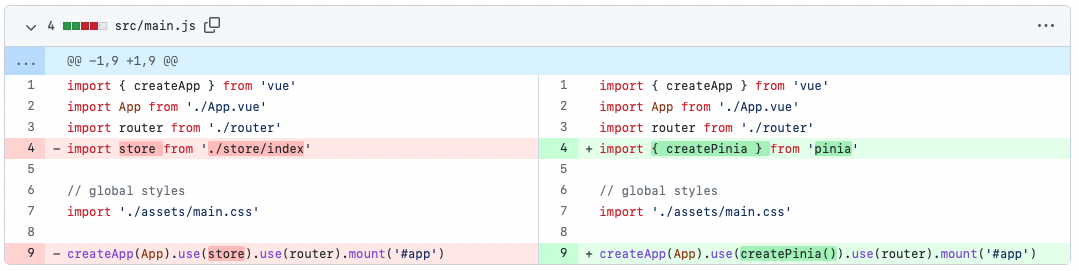 4 src/main.js
@@ -1,9 +1,9 @@
1 import { createApp } from 'vue'
2 import App from './App.vue'
3 import router from './router'
4 - import store from './store/index'
5
6 // global styles
7 import './assets/main.css'
8
9 - createApp(App).use(store).use(router).mount('#app')
1 import { createApp } from 'vue'
2 import App from './App.vue'
3 import router from './router'
4 + import { createPinia } from 'pinia'
5
6 // global styles
7 import './assets/main.css'
8
9 + createApp(App).use(createPinia()).use(router).mount('#app')